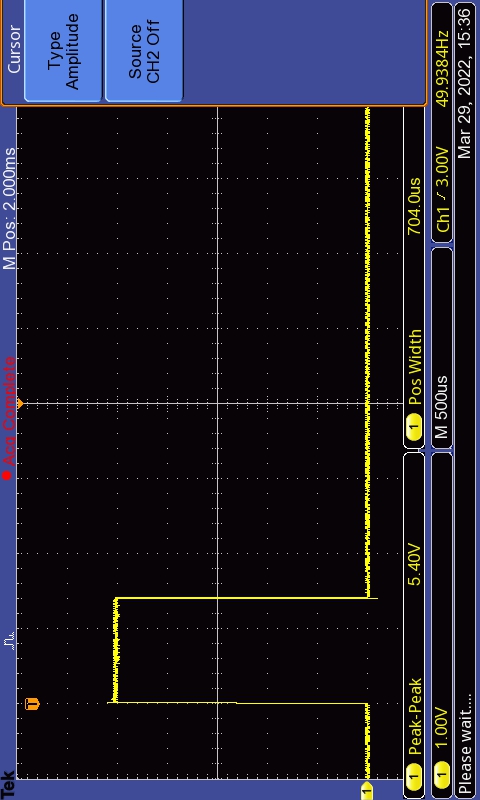 Tek Acq Complete M Pos: 2.000ms
Cursor
T
Type
Amplitude
Source
CH2 Off
1
1 Peak-Peak 5.40V
1 Pos Width 704.0us
1 1.00V
M 500us
Ch1 3.00V 49.9384Hz
Please wait....
Mar 29, 2022, 15:36